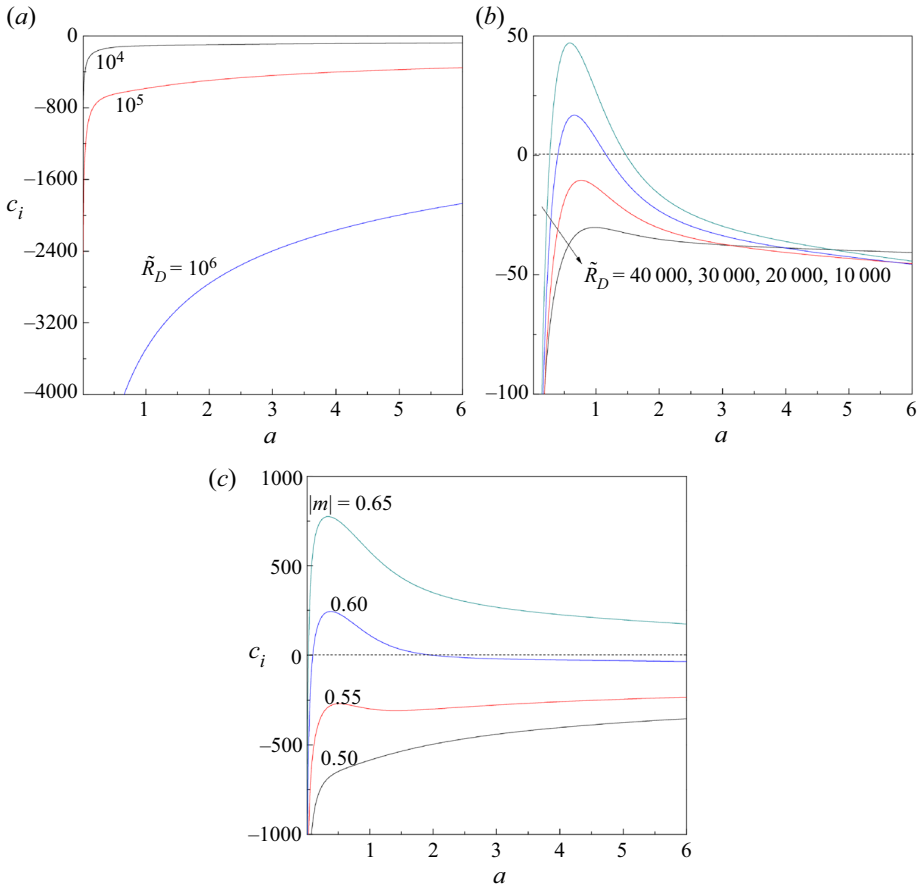 (a)
0
–800
–1600
c_i
–2400
–3200
–4000
10^4
10^5
R̃_D = 10^6
1 2 3 4 5 6
a
(b)
50
0
–50
–100
R̃_D = 40 000, 30 000, 20 000, 10 000
1 2 3 4 5 6
a
(c)
1000
500
c_i
0
–500
–1000
|m| = 0.65
0.60
0.55
0.50
1 2 3 4 5 6
a